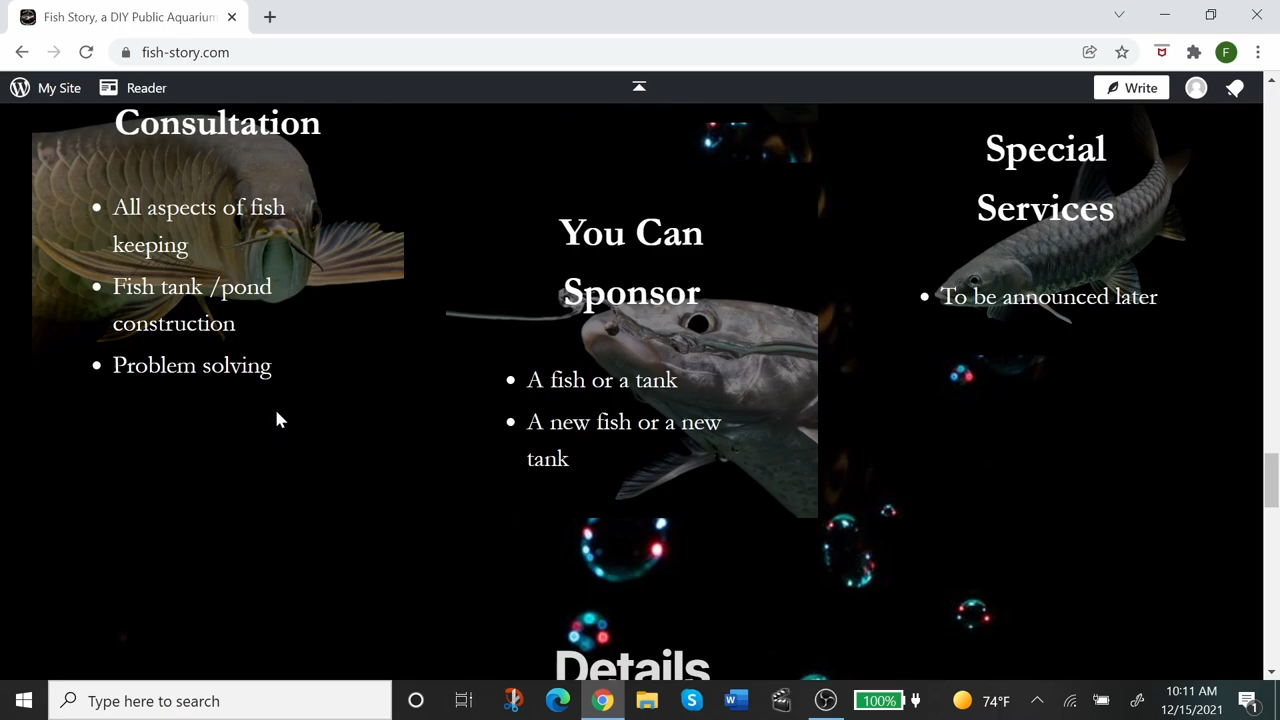 Fish Story, a DIY Public Aquarium
fish-story.com
F
My Site
Reader
Write
Consultation
All aspects of fish
keeping
Fish tank /pond
construction
Problem solving
You Can
Sponsor
A fish or a tank
A new fish or a new
tank
Special
Services
To be announced later
Details
Type here to search
100%
74°F
10:11 AM
12/15/2021
1